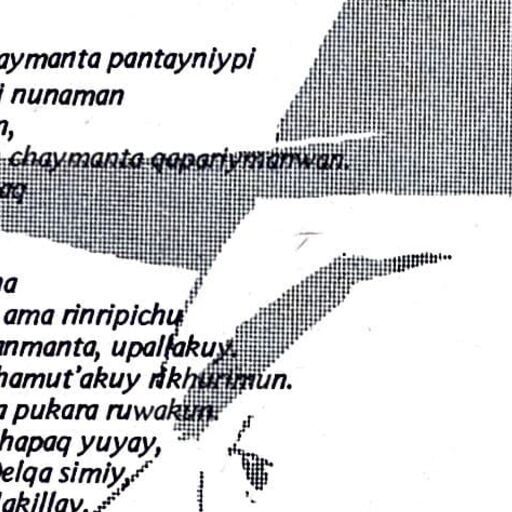 aymanta pantayniypi
i nunaman
n,
chaymanta qapariymanwan.
aq
na
ama rinripichu
anmanta, upallakuy.
hamut'akuy rikhurimun.
a pukara ruwakun.
hapaq yuyay,
elqa simiy,
lakillay.